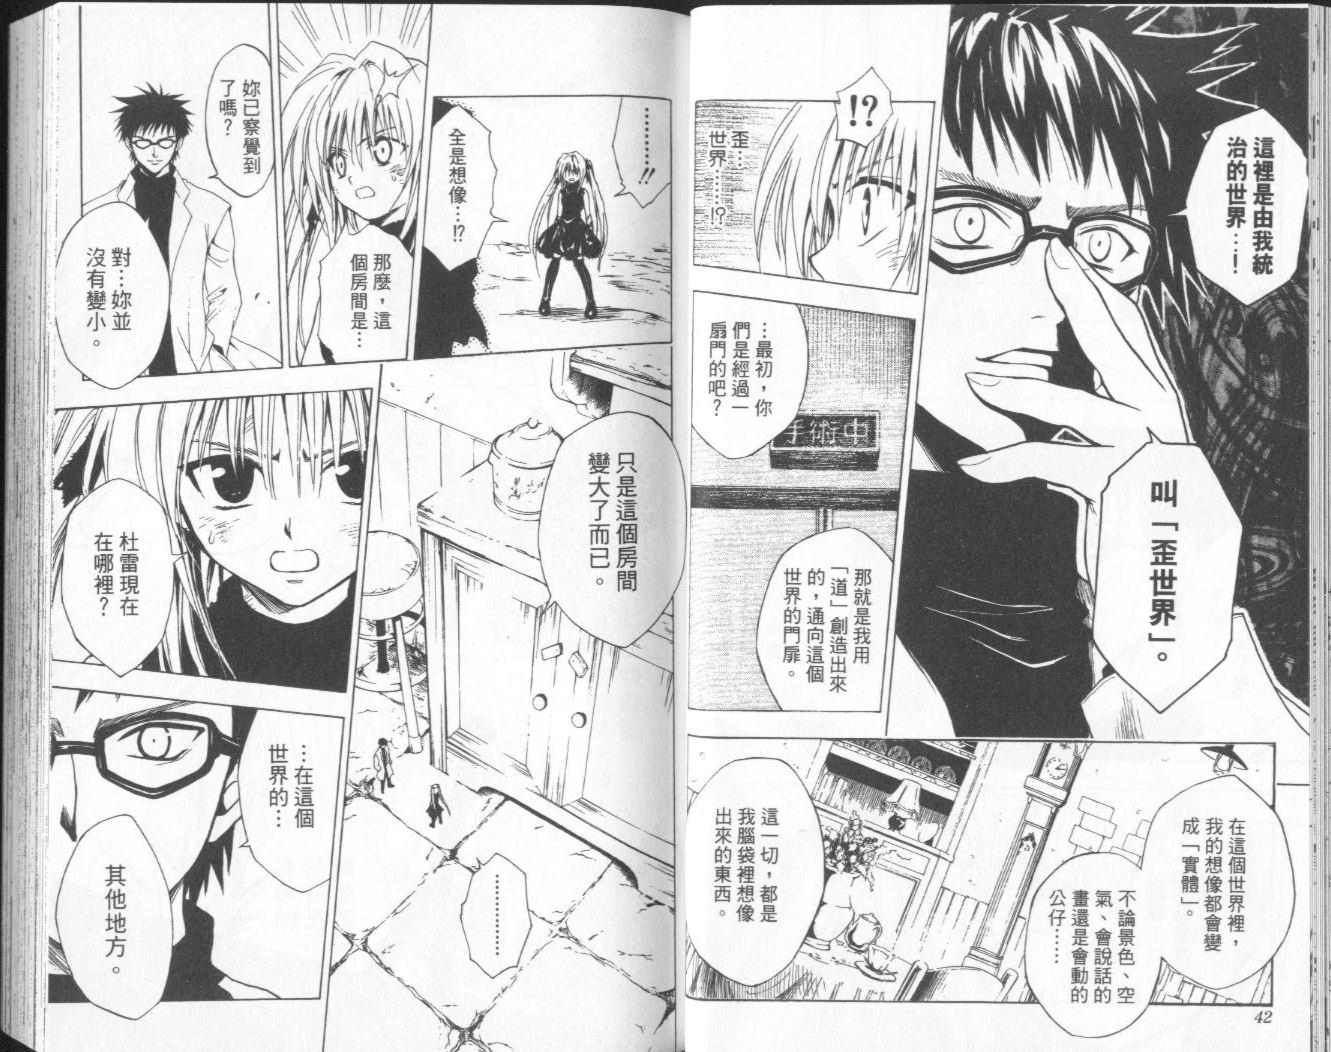 這裡是由我統
治的世界…!
叫「歪世界」。
!?
歪…
世界……!?
…最初，你
們是經過一
扇門的吧？
手術中
那就是我用
「道」創造出來
的，通向這個
世界的門扉。
在這個世界裡，
我的想像都會變
成「實體」。
不論景色、空
氣、會說話的
畫還是會動的
公仔……
這一切，都是
我腦袋裡想像
出來的東西。
42
………!!
全是想像…!?
那麼，這
個房間是…
妳已察覺到
了嗎？
對…妳並
沒有變小。
只是這個房間
變大了而已。
…………
杜雷現在
在哪裡？
…在這個
世界的…
其他地方。